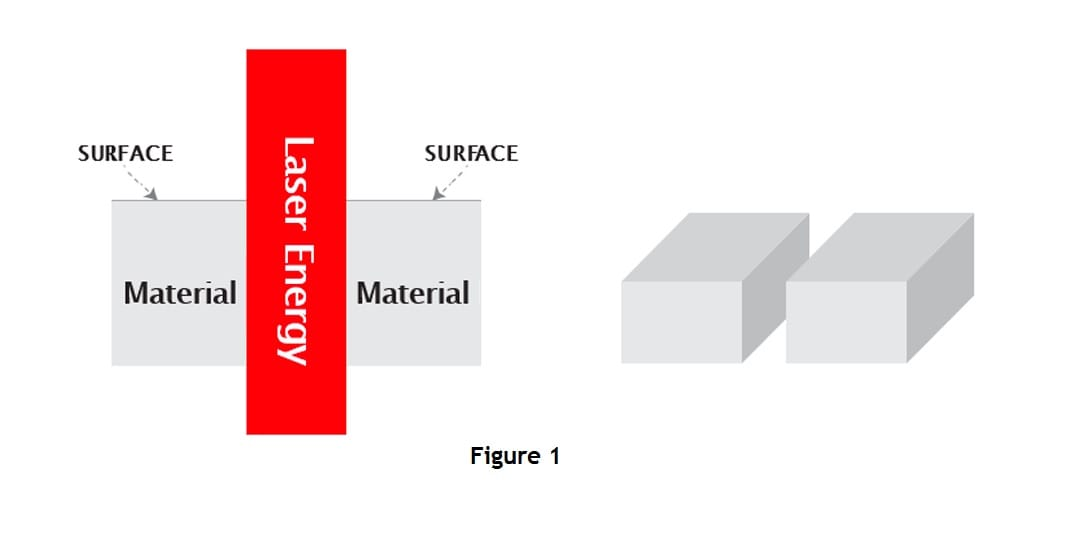 SURFACE
SURFACE
Laser Energy
Material
Material
Figure 1